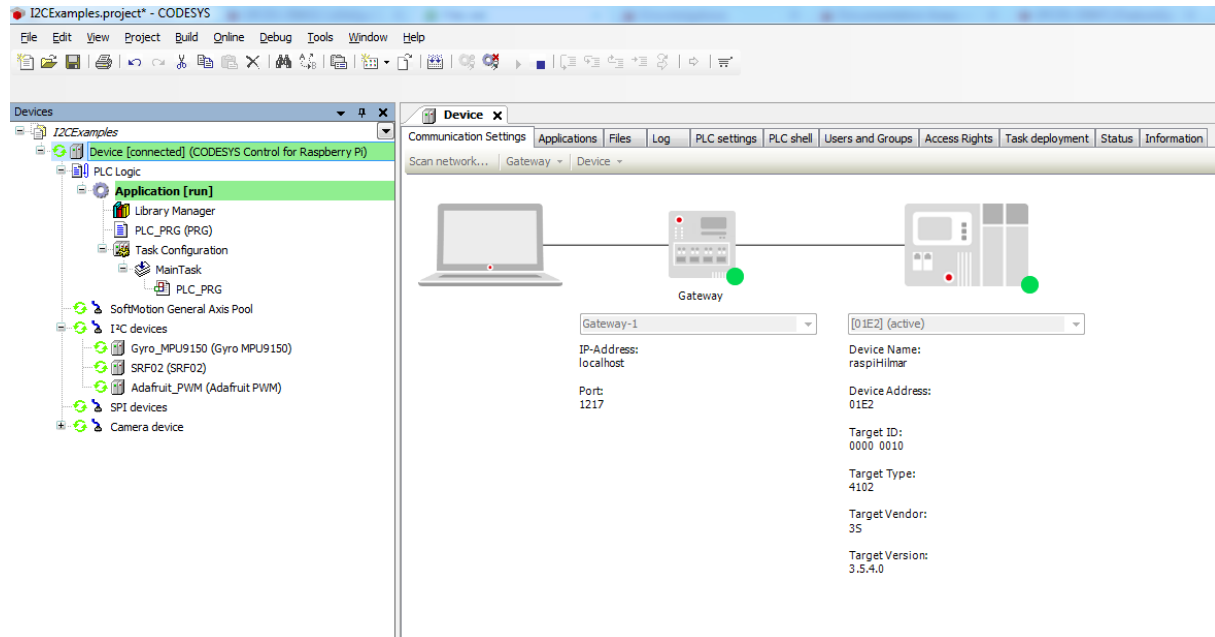 I2CExamples.project* - CODESYS
File Edit View Project Build Online Debug Tools Window Help
Devices
I2CExamples
Device [connected] (CODESYS Control for Raspberry Pi)
PLC Logic
Application [run]
Library Manager
PLC_PRG (PRG)
Task Configuration
MainTask
PLC_PRG
SoftMotion General Axis Pool
I²C devices
Gyro_MPU9150 (Gyro MPU9150)
SRF02 (SRF02)
Adafruit_PWM (Adafruit PWM)
SPI devices
Camera device
Device
Communication Settings Applications Files Log PLC settings PLC shell Users and Groups Access Rights Task deployment Status Information
Scan network... Gateway Device
Gateway
Gateway-1
IP-Address:
localhost
Port:
1217
[01E2] (active)
Device Name:
raspiHilmar
Device Address:
01E2
Target ID:
0000 0010
Target Type:
4102
Target Vendor:
3S
Target Version:
3.5.4.0